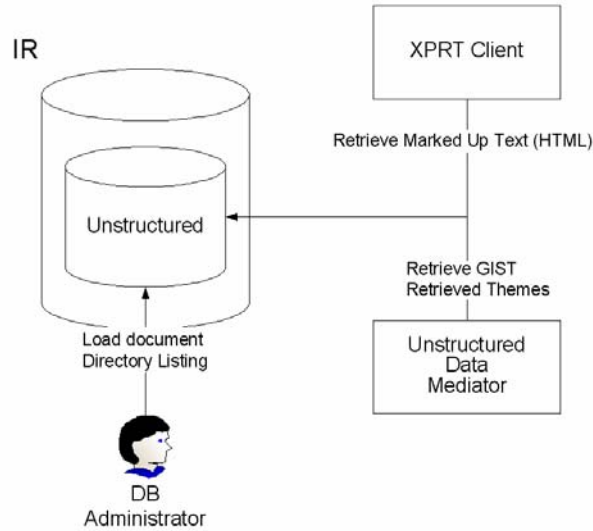 IR
XPRT Client
Retrieve Marked Up Text (HTML)
Unstructured
Retrieve GIST
Retrieved Themes
Load document
Directory Listing
Unstructured
Data
Mediator
DB
Administrator